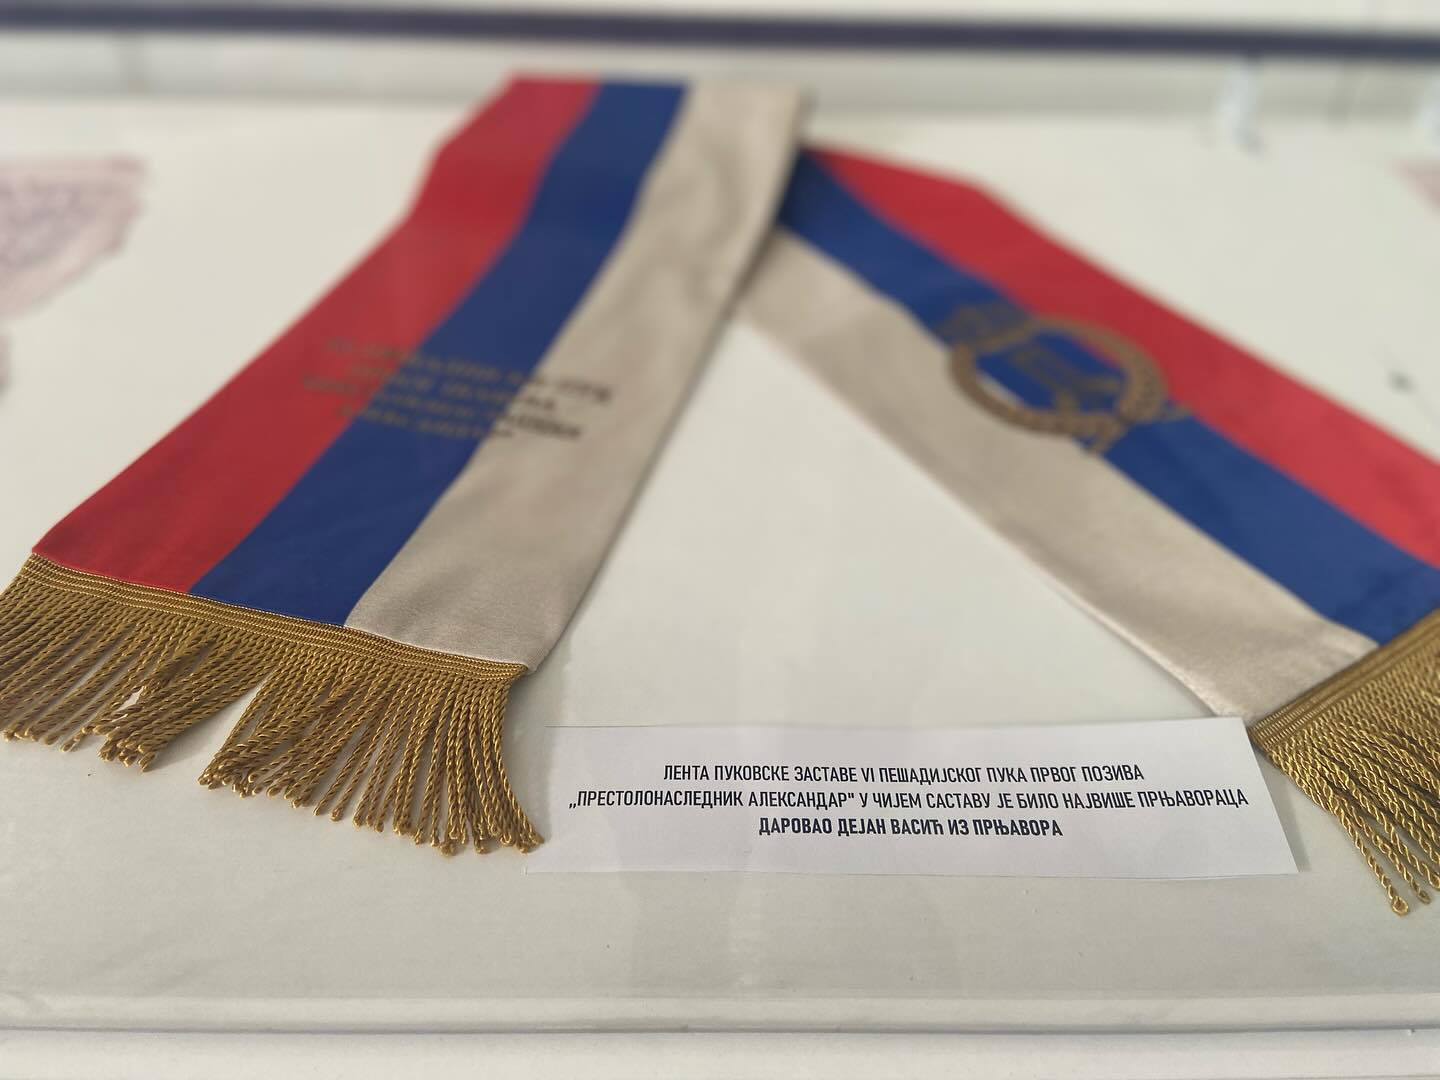 ЛЕНТА ПУКОВСКЕ ЗАСТАВЕ VI ПЕШАДИЈСКОГ ПУКА ПРВОГ ПОЗИВА
,,ПРЕСТОЛОНАСЛЕДНИК АЛЕКСАНДАР" У ЧИЈЕМ САСТАВУ ЈЕ БИЛО НАЈВИШЕ ПРЊАВОРАЦА
ДАРОВАО ДЕЈАН ВАСИЋ ИЗ ПРЊАВОРА